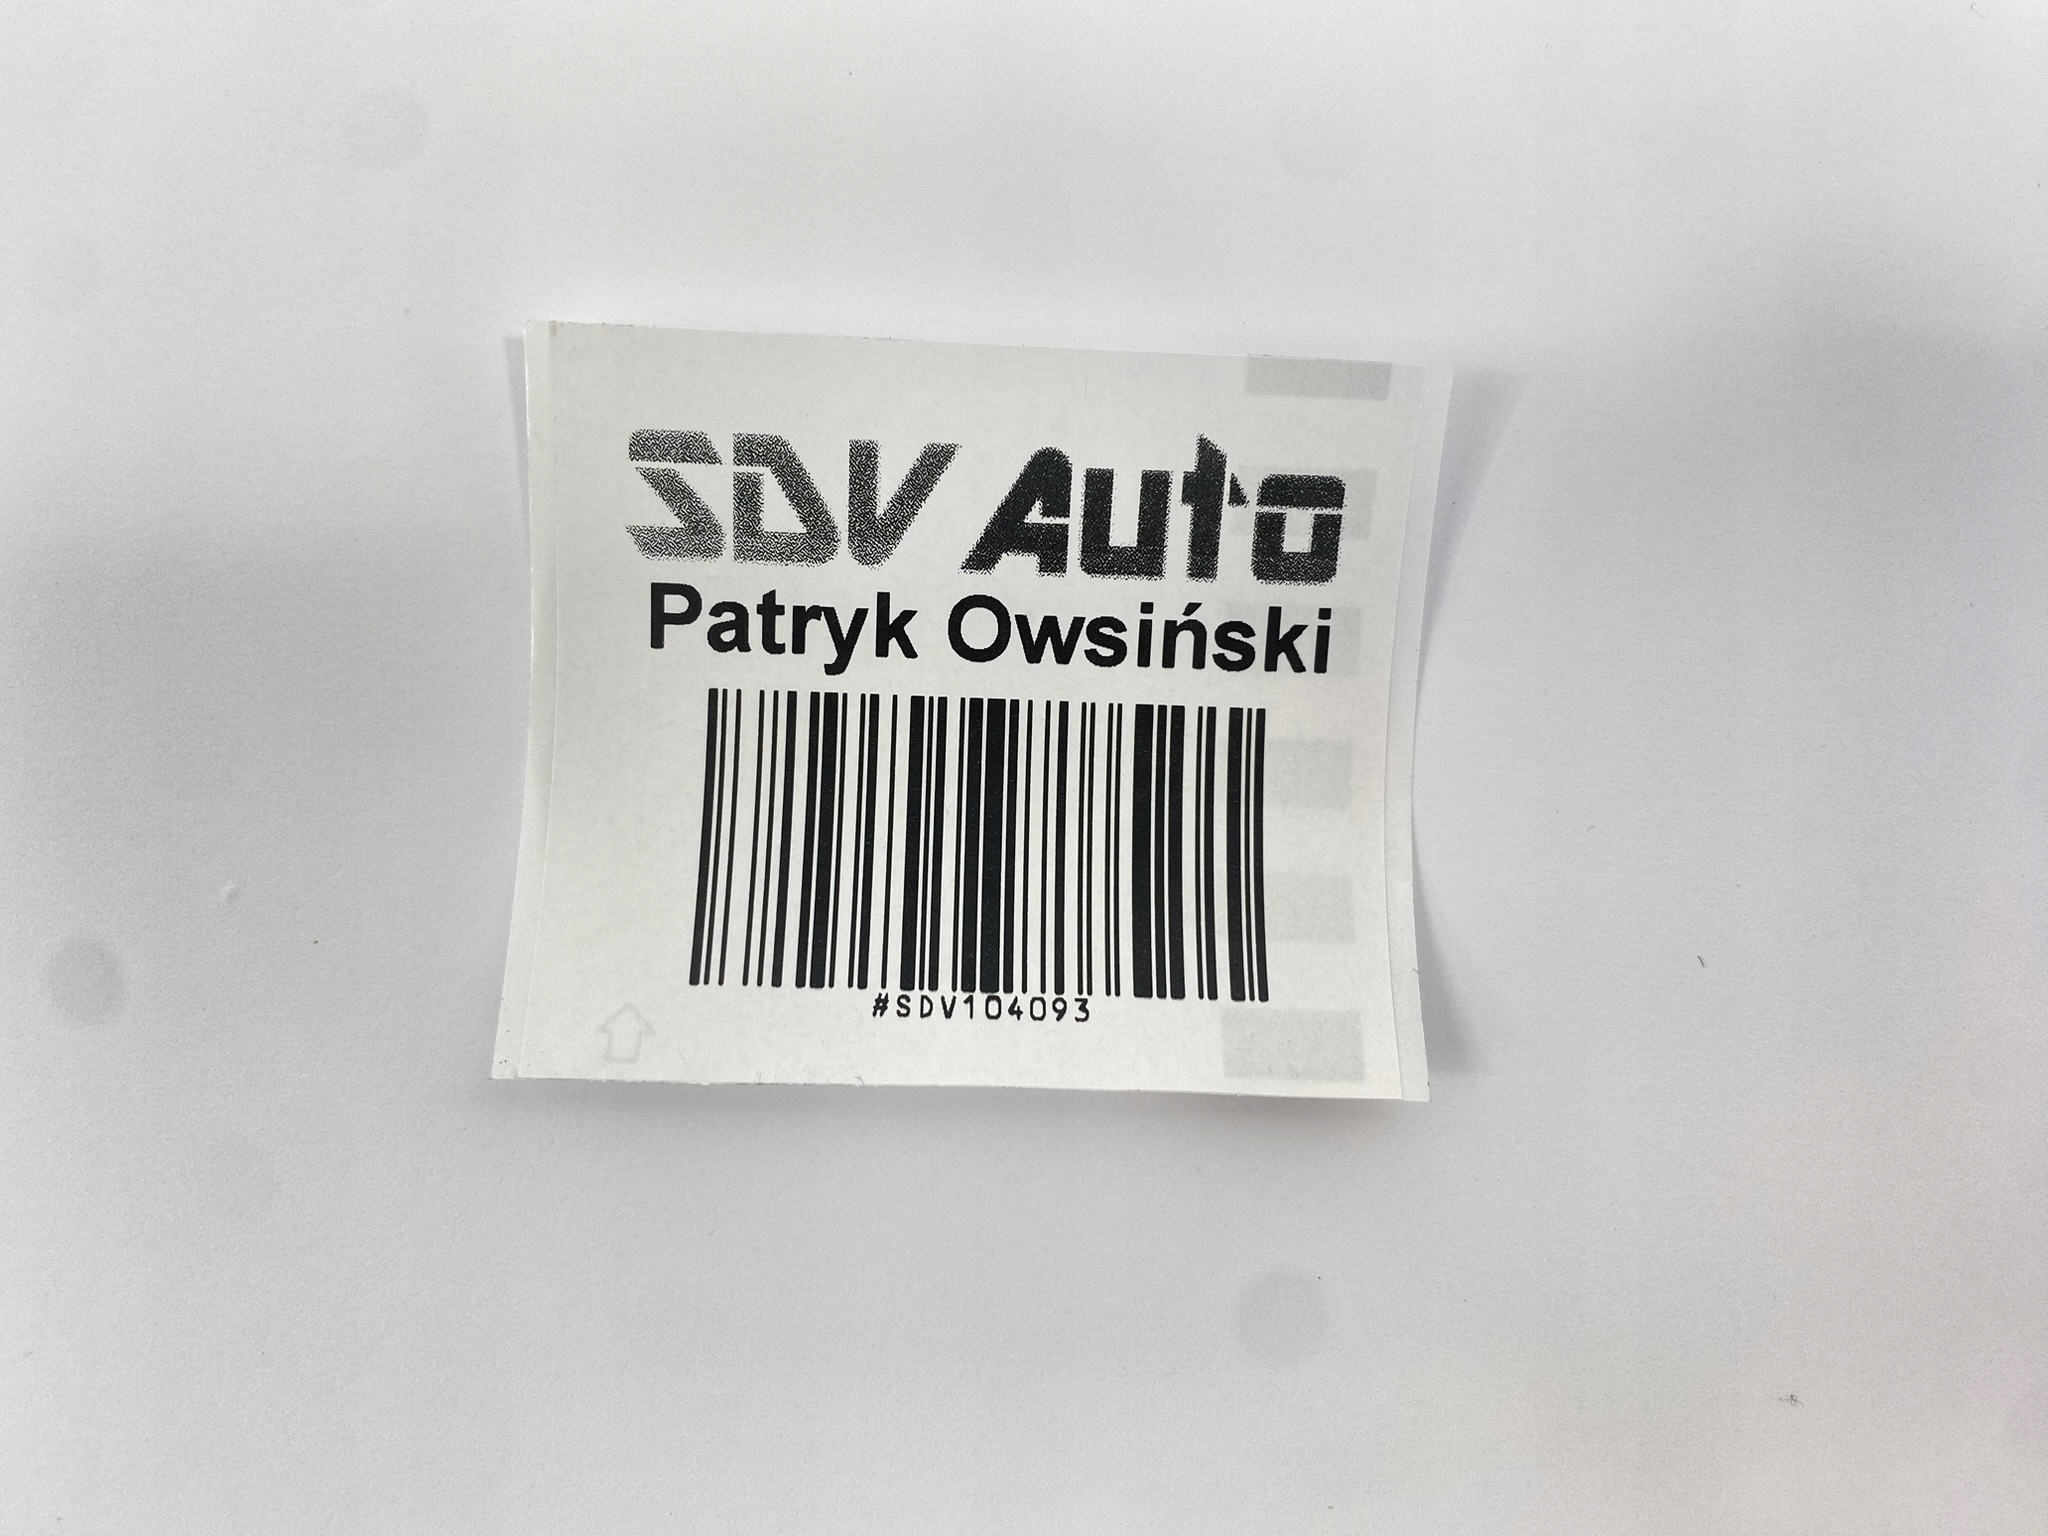 SDV Auto
Patryk Owsiński
#SDV104093